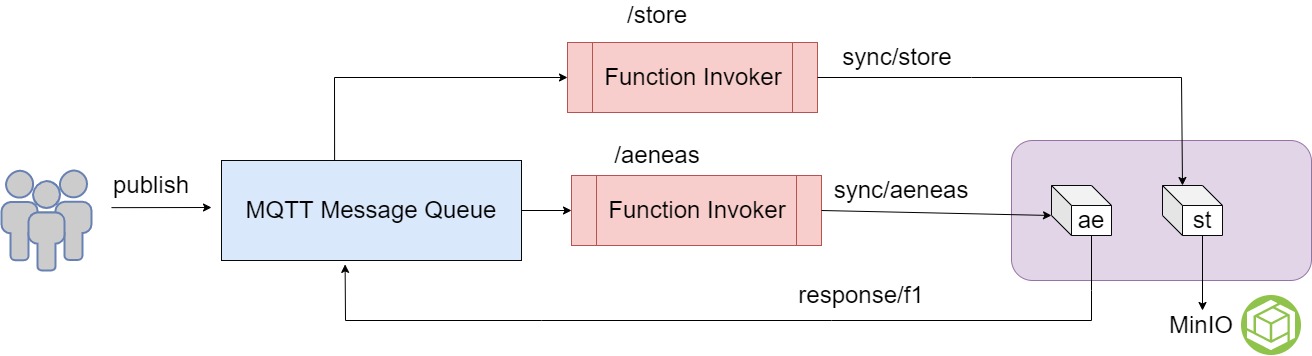 /store
Function Invoker
sync/store
/aeneas
publish
MQTT Message Queue
Function Invoker
sync/aeneas
ae
st
response/f1
MinIO